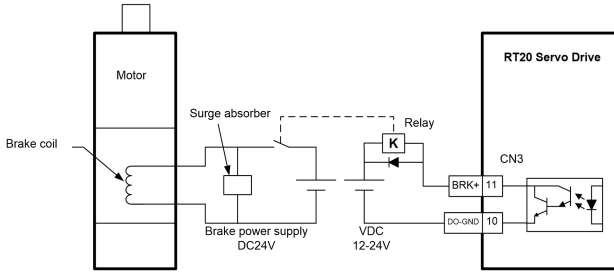 RT20 Servo Drive
Motor
Surge absorber
Relay
K
Brake coil
CN3
BRK+ 11
DO-GND 10
Brake power supply
DC24V
VDC
12-24V